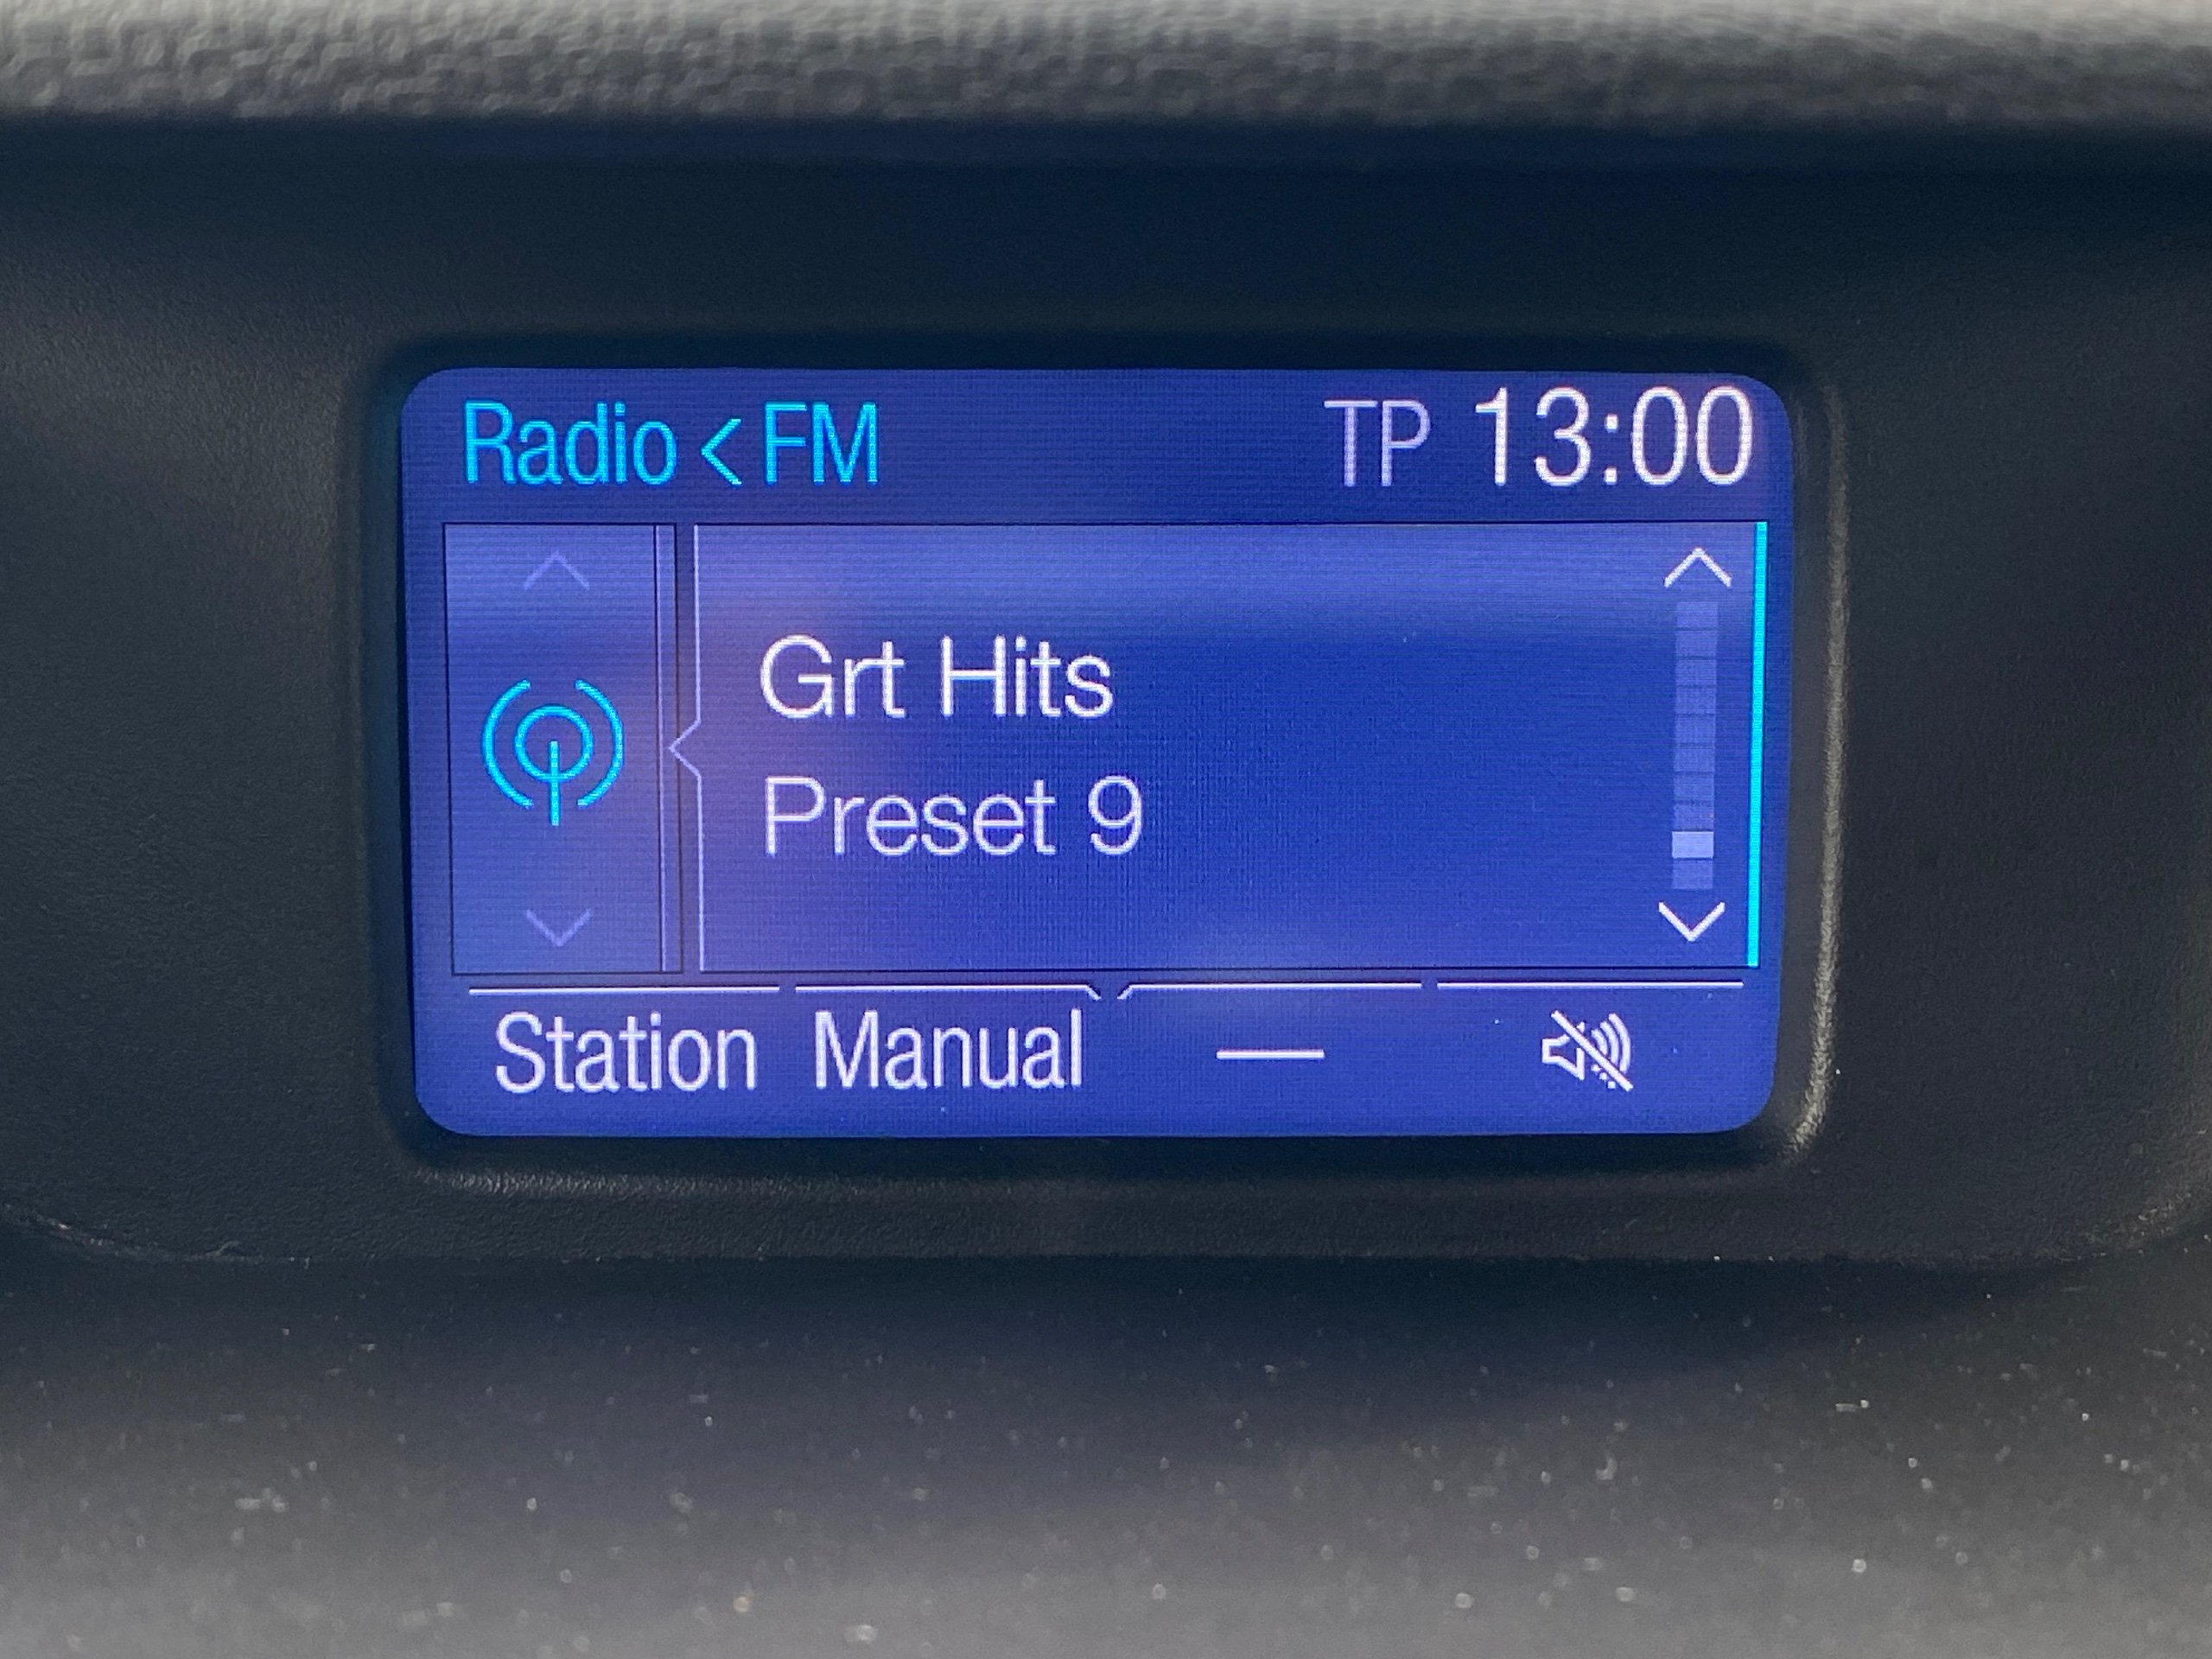 Radio < FM TP 13:00
Grt Hits
Preset 9
Station Manual —